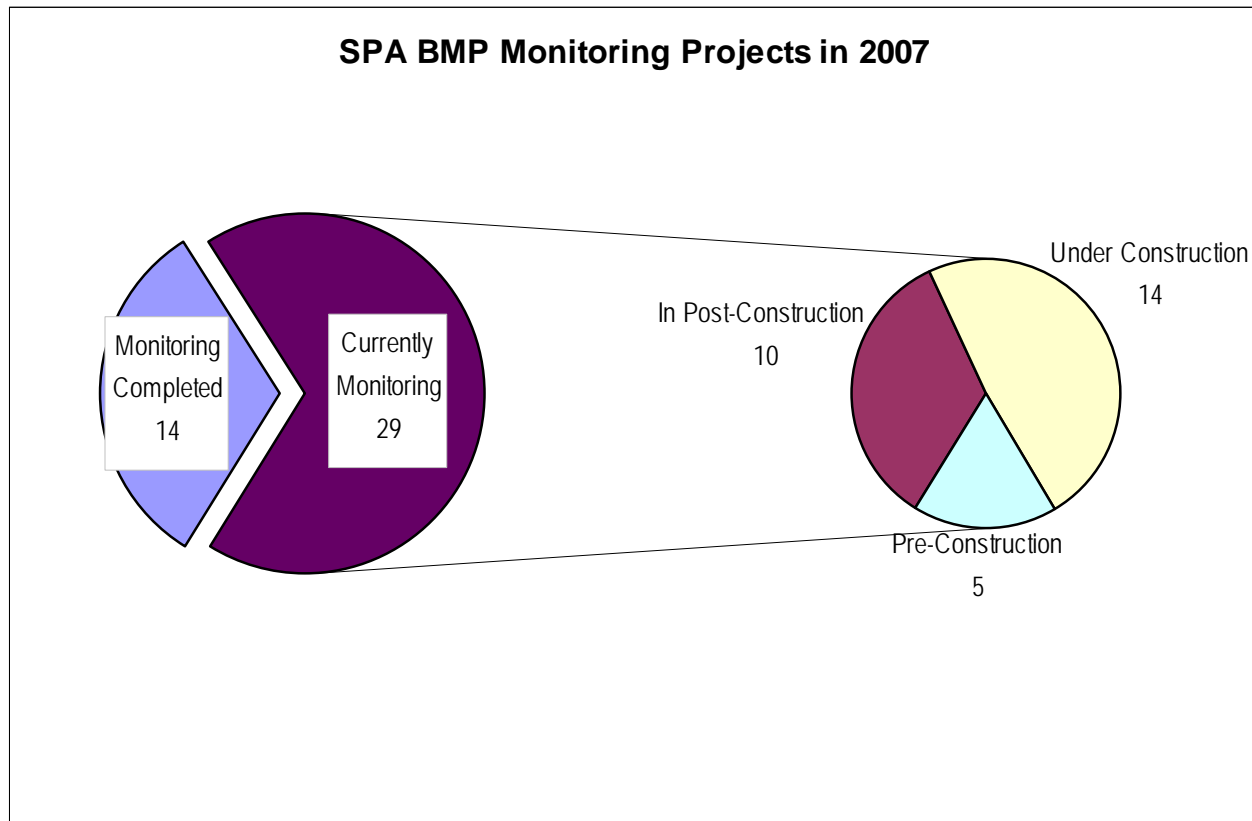 SPA BMP Monitoring Projects in 2007
Monitoring
Completed
14
Currently
Monitoring
29
In Post-Construction
10
Under Construction
14
Pre-Construction
5